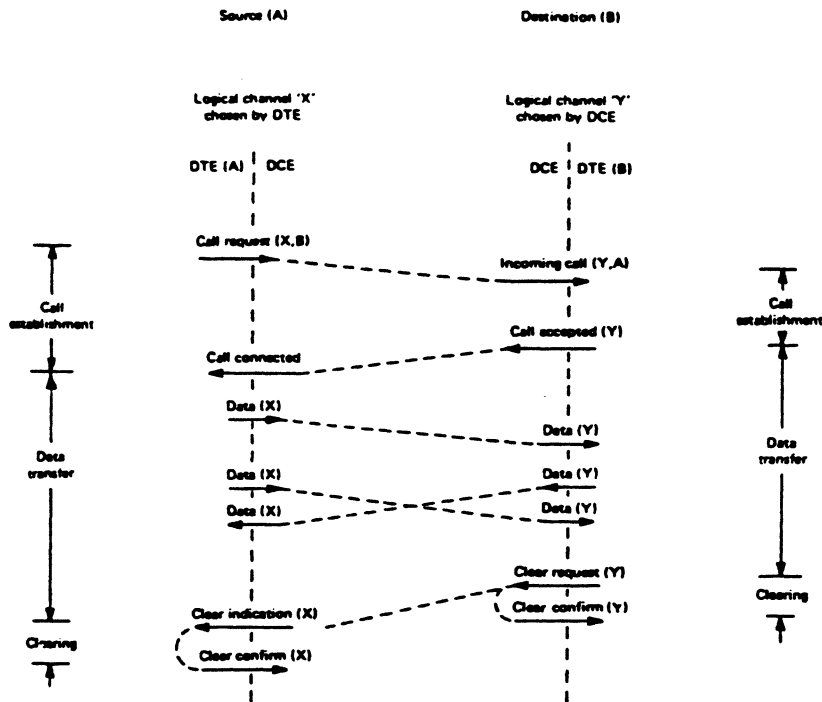 Source (A)
Destination (B)
Logical channel 'X'
chosen by DTE
Logical channel 'Y'
chosen by DCE
DTE (A)
DCE
DCE
DTE (B)
Call request (X,B)
Incoming call (Y,A)
Call
establishment
Call
establishment
Call accepted (Y)
Call connected
Data (X)
Data (Y)
Data
transfer
Data
transfer
Data (X)
Data (Y)
Data (X)
Data (Y)
Clear request (Y)
Clearing
Clear indication (X)
Clear confirm (Y)
Clearing
Clear confirm (X)